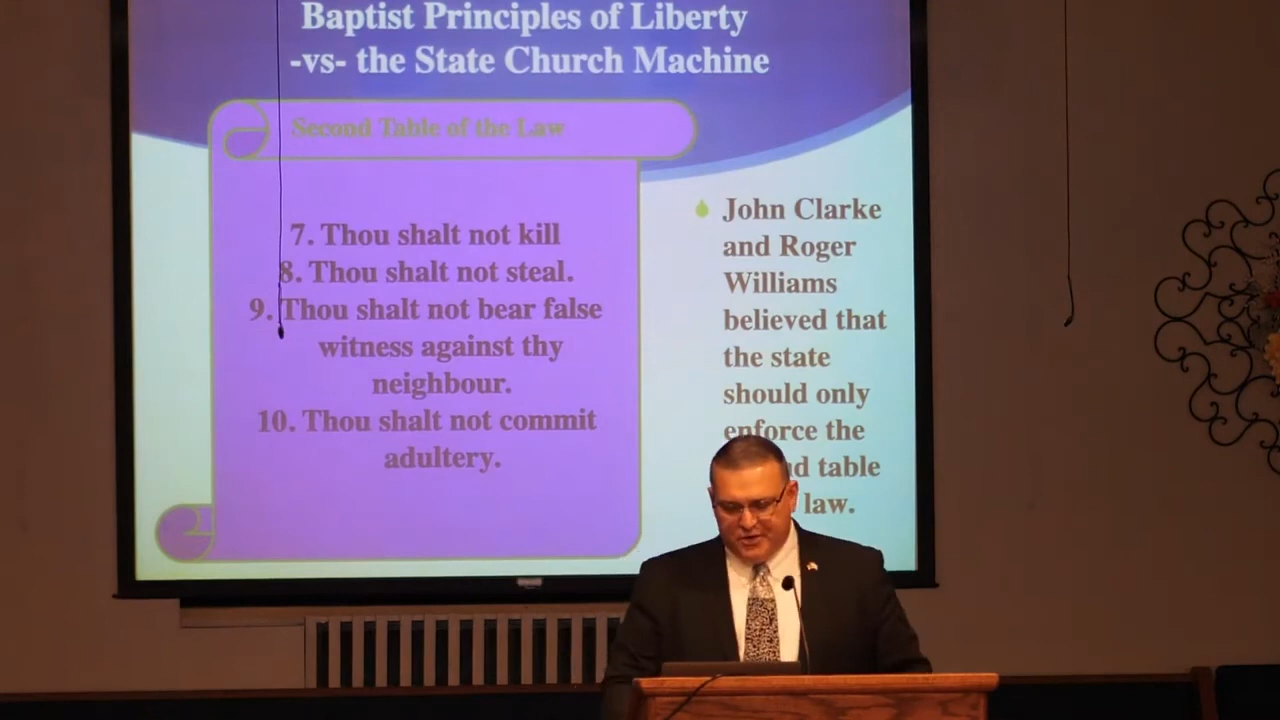 Baptist Principles of Liberty
-vs- the State Church Machine
Second Table of the Law
7. Thou shalt not kill
8. Thou shalt not steal.
9. Thou shalt not bear false
witness against thy
neighbour.
10. Thou shalt not commit
adultery.
John Clarke
and Roger
Williams
believed that
the state
should only
enforce the
table
law.